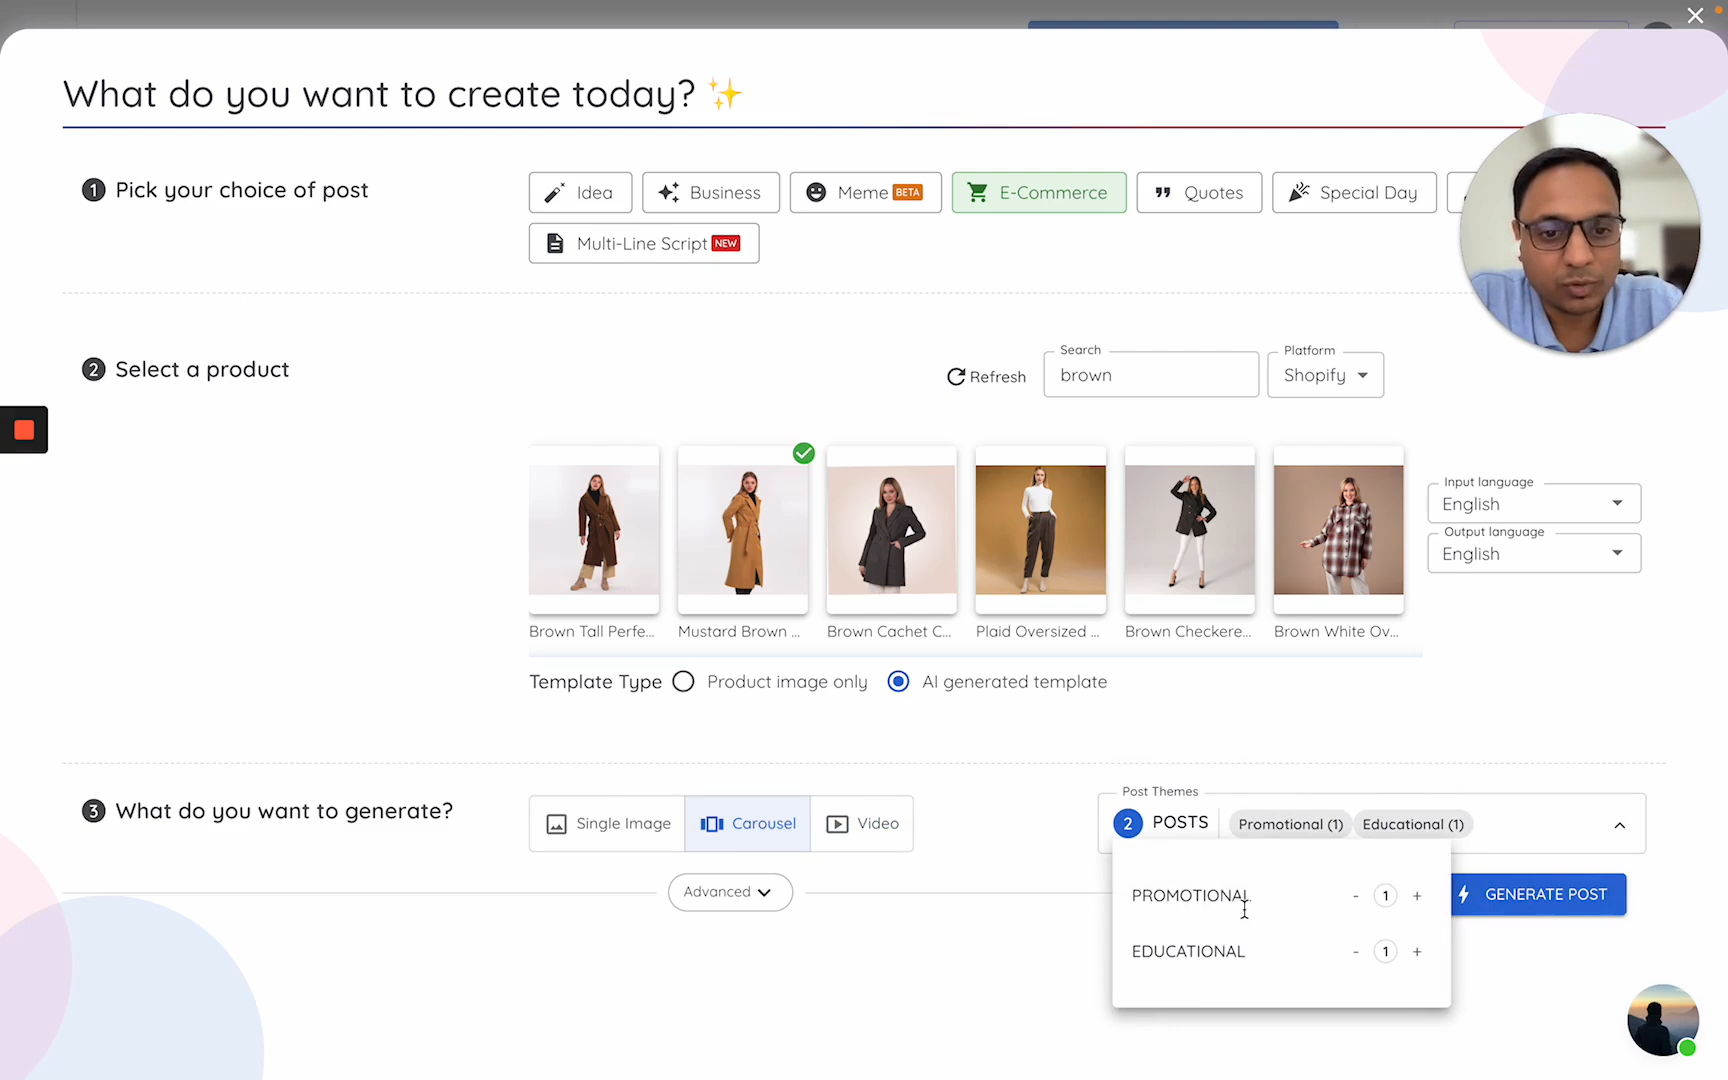 What do you want to create today? ✨
1 Pick your choice of post
Idea
Business
Meme BETA
E-Commerce
Quotes
Special Day
Multi-Line Script NEW
2 Select a product
Refresh
Search
brown
Platform
Shopify
Brown Tall Perfe...
Mustard Brown ...
Brown Cachet C...
Plaid Oversized ...
Brown Checkere...
Brown White Ov...
Input language
English
Output language
English
Template Type
Product image only
AI generated template
3 What do you want to generate?
Single Image
Carousel
Video
Post Themes
2 POSTS
Promotional (1)
Educational (1)
Advanced
PROMOTIONAL - 1 +
EDUCATIONAL - 1 +
GENERATE POST